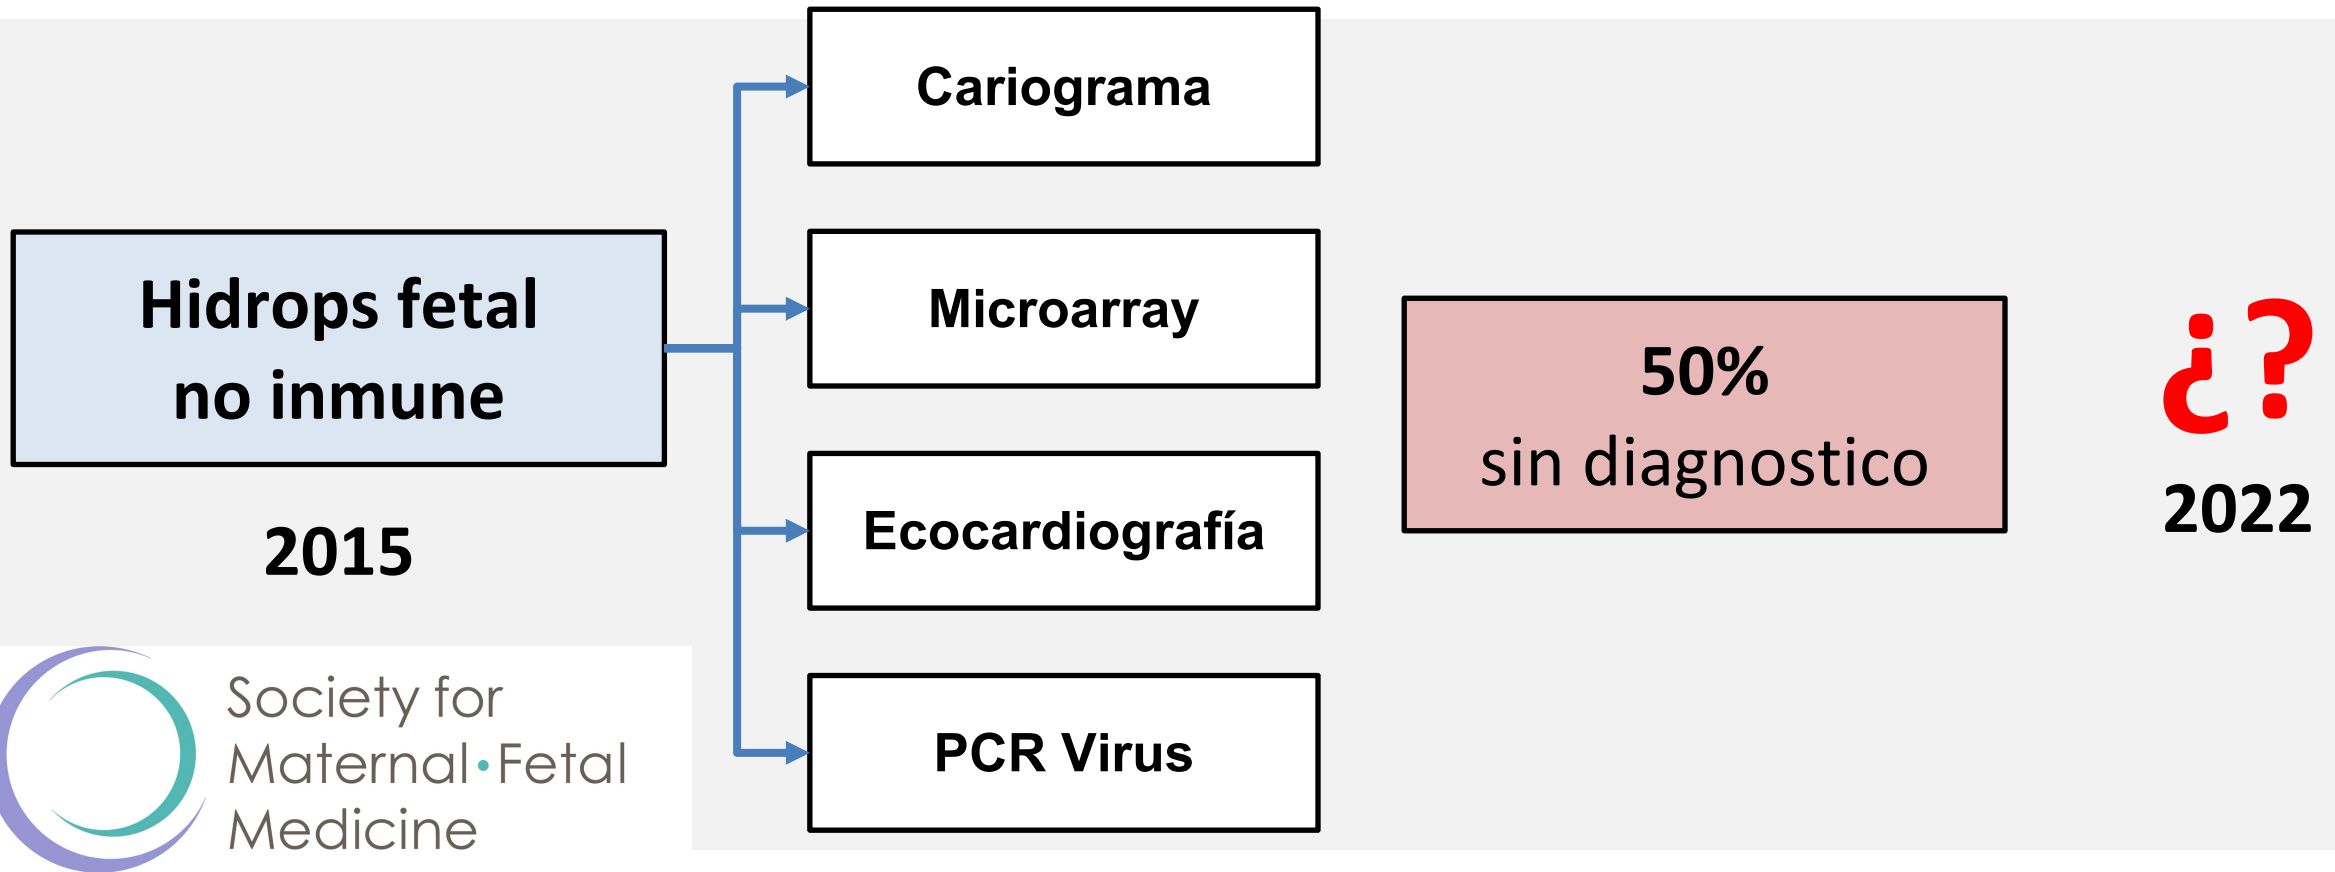 Hidrops fetal
no inmune
2015
Society for
Maternal·Fetal
Medicine
Cariograma
Microarray
Ecocardiografía
PCR Virus
50%
sin diagnostico
¿?
2022